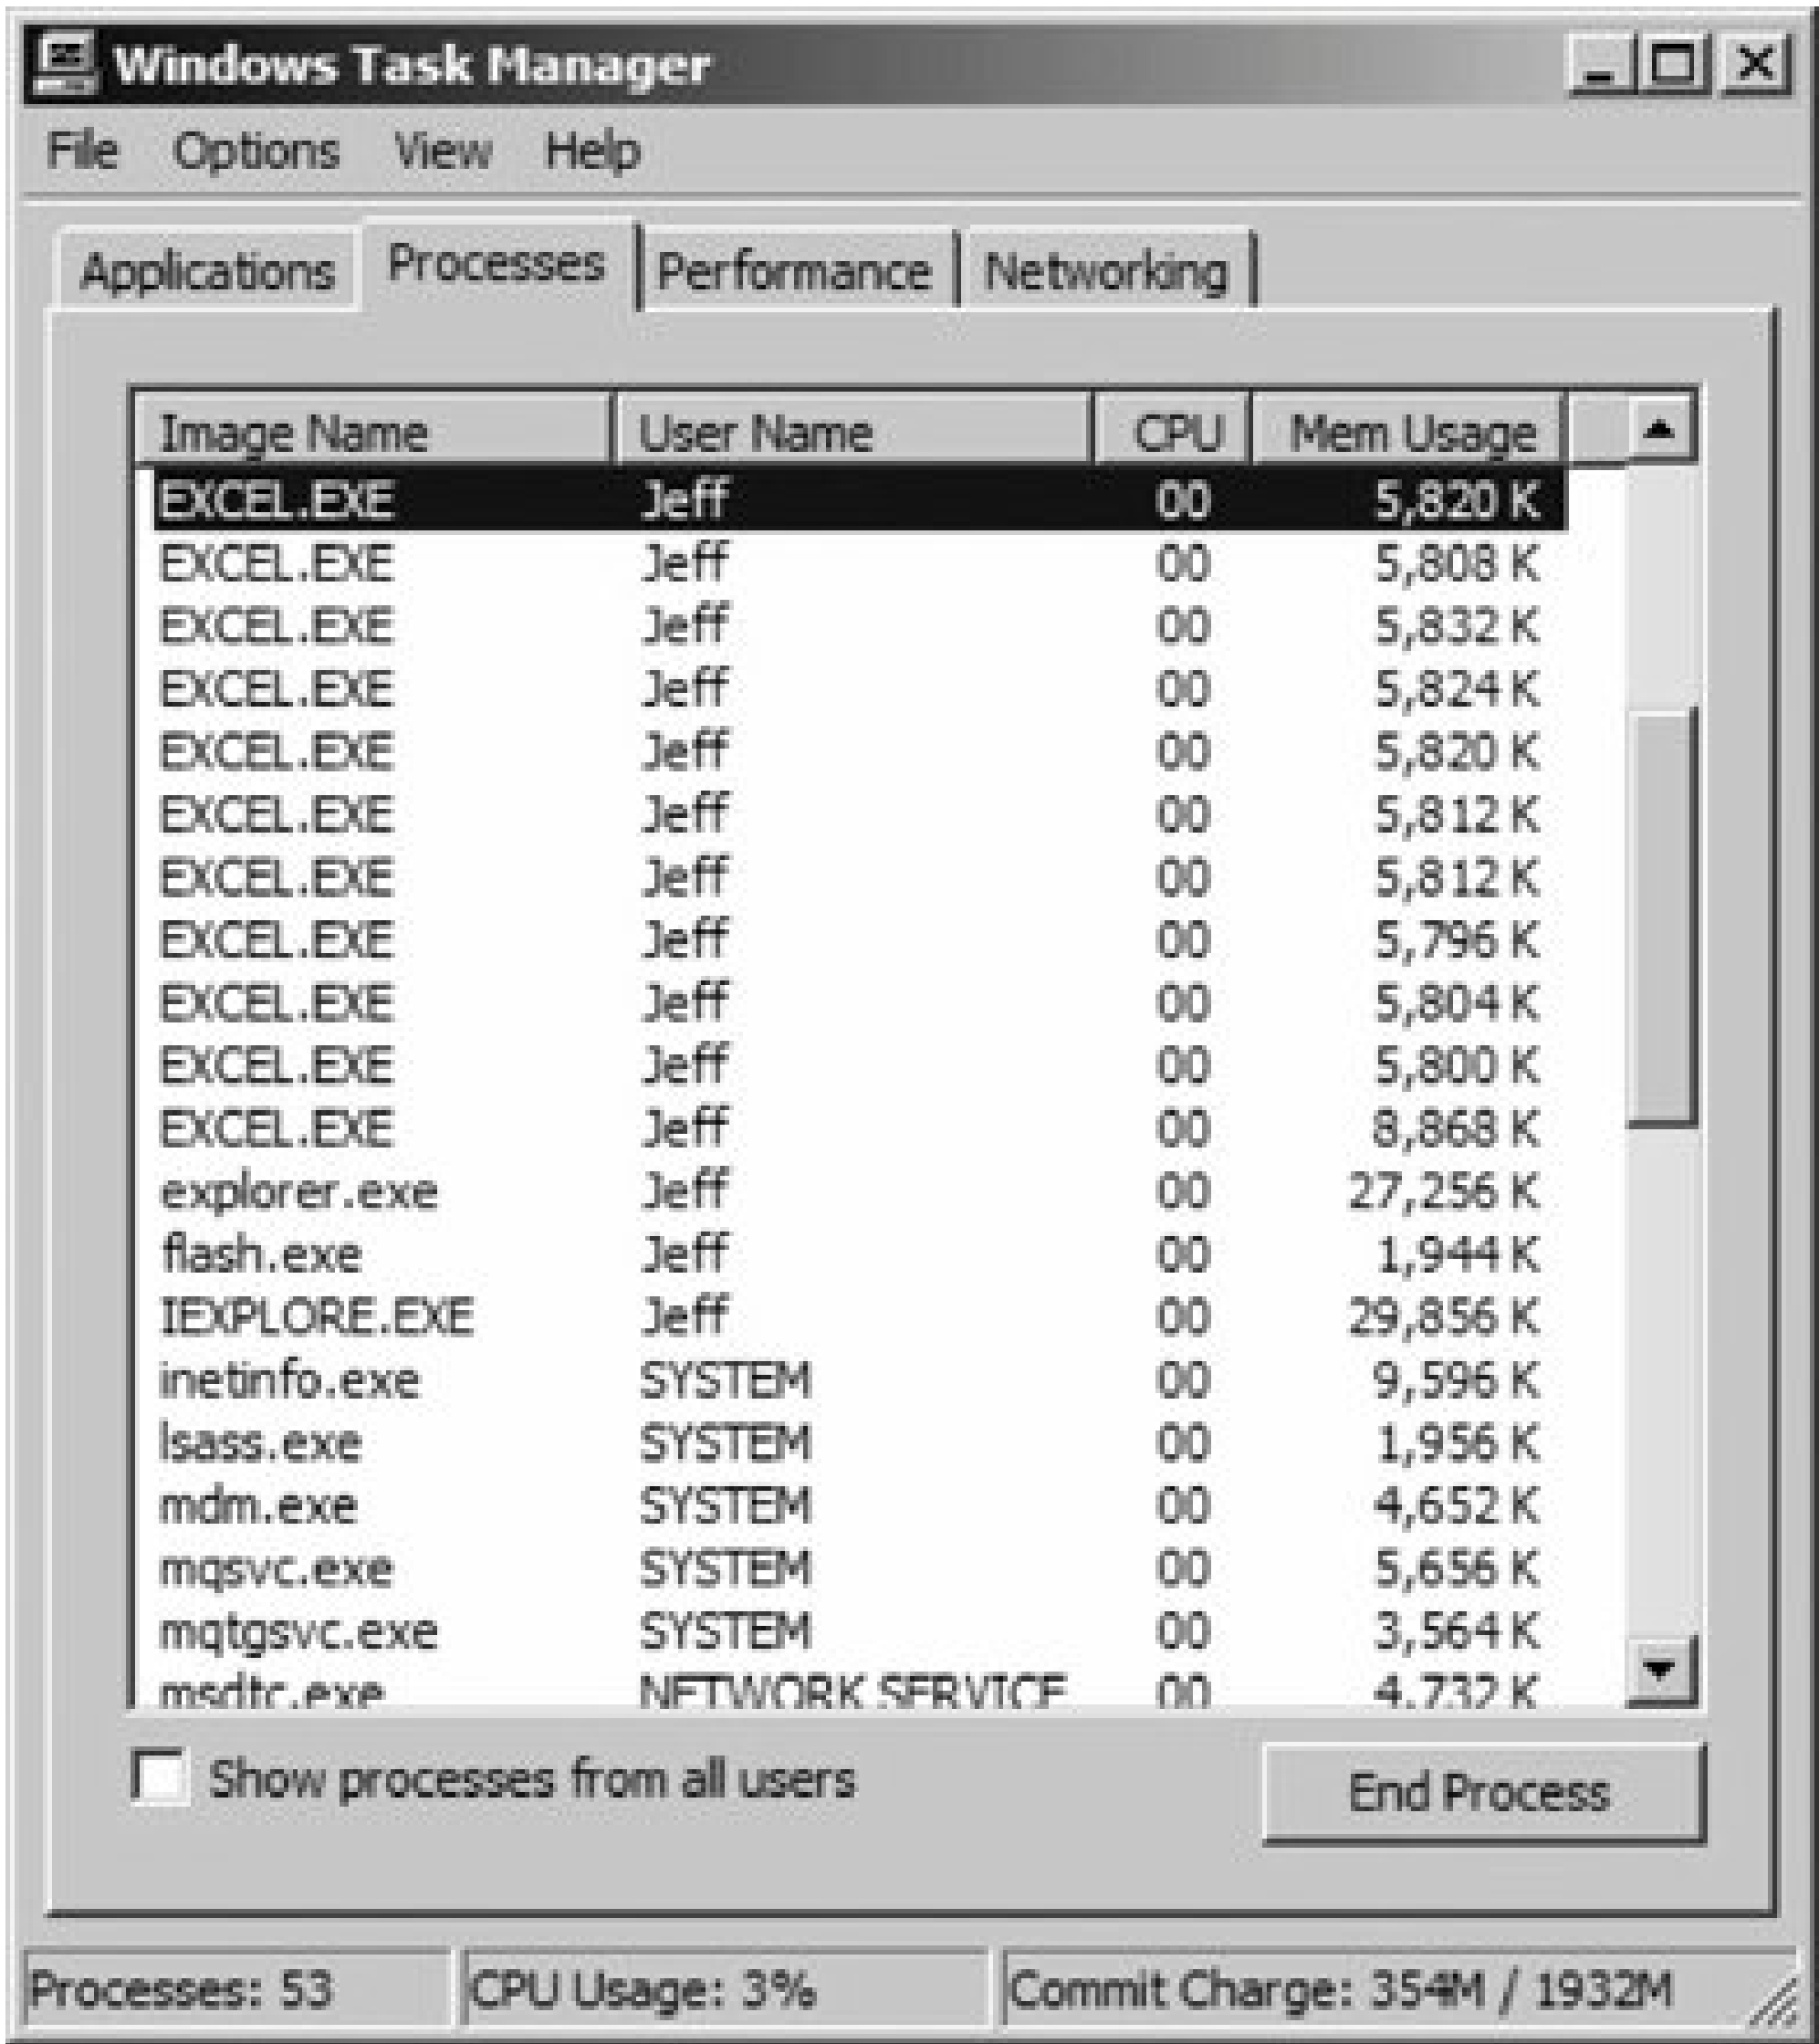 Windows Task Manager
File Options View Help
Applications Processes Performance Networking
Image Name User Name CPU Mem Usage
EXCEL.EXE Jeff 00 5,820 K
EXCEL.EXE Jeff 00 5,808 K
EXCEL.EXE Jeff 00 5,832 K
EXCEL.EXE Jeff 00 5,824 K
EXCEL.EXE Jeff 00 5,820 K
EXCEL.EXE Jeff 00 5,812 K
EXCEL.EXE Jeff 00 5,812 K
EXCEL.EXE Jeff 00 5,796 K
EXCEL.EXE Jeff 00 5,804 K
EXCEL.EXE Jeff 00 5,800 K
EXCEL.EXE Jeff 00 8,868 K
explorer.exe Jeff 00 27,256 K
flash.exe Jeff 00 1,944 K
IEXPLORE.EXE Jeff 00 29,856 K
inetinfo.exe SYSTEM 00 9,596 K
lsass.exe SYSTEM 00 1,956 K
mdm.exe SYSTEM 00 4,652 K
mqsvc.exe SYSTEM 00 5,656 K
mqtgsvc.exe SYSTEM 00 3,564 K
msdtc.exe NETWORK SERVICE 00 4,732 K
Show processes from all users End Process
Processes: 53 CPU Usage: 3% Commit Charge: 354M / 1932M